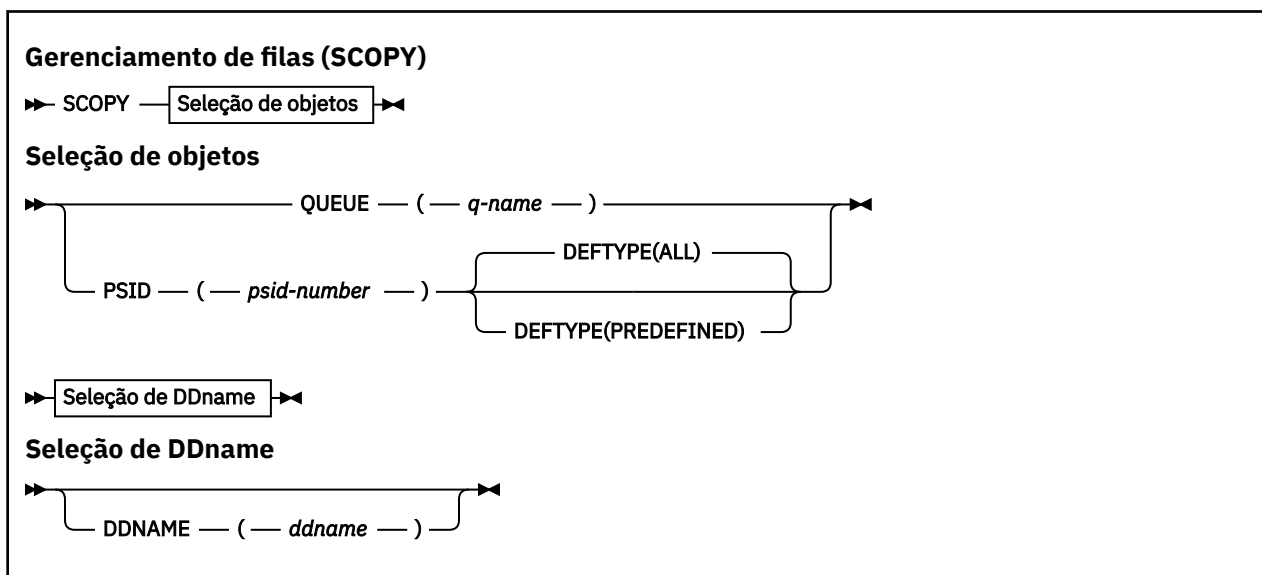 Gerenciamento de filas (SCOPY)
SCOPY Seleção de objetos
Seleção de objetos
QUEUE ( q-name )
DEFTYPE(ALL)
PSID ( psid-number )
DEFTYPE(PREDEFINED)
Seleção de DDname
Seleção de DDname
DDNAME ( ddname )